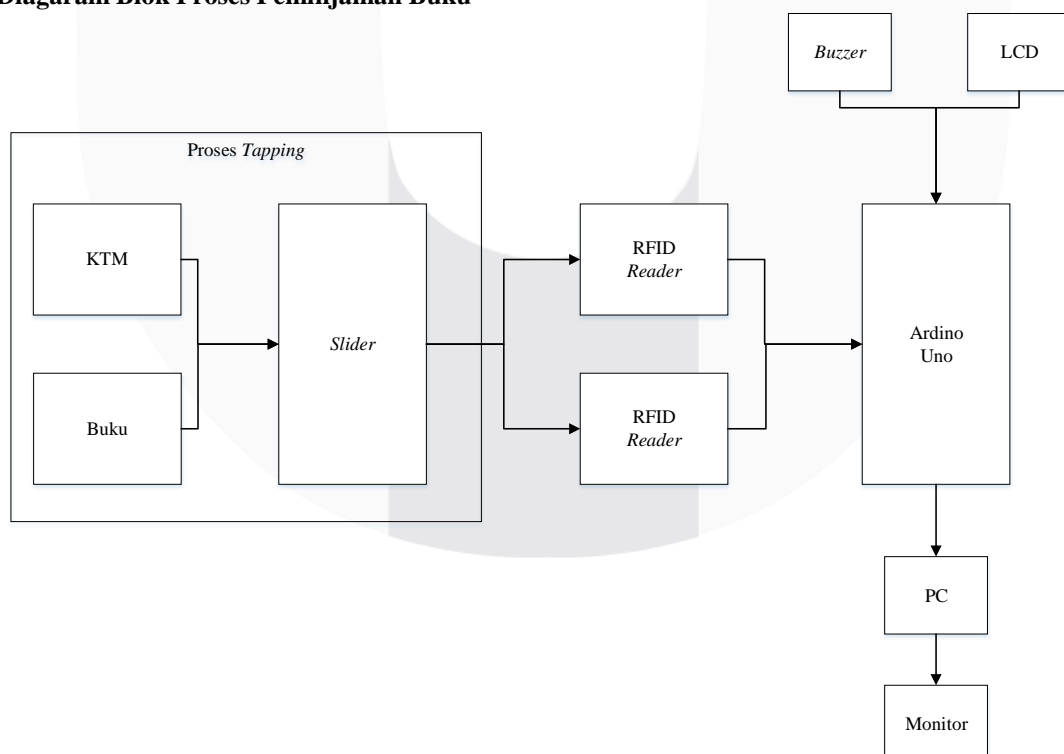 Diagaram Blok Proses Peminjaman Buku
Buzzer
LCD
Proses Tapping
KTM
Buku
Slider
RFID
Reader
RFID
Reader
Ardino
Uno
PC
Monitor